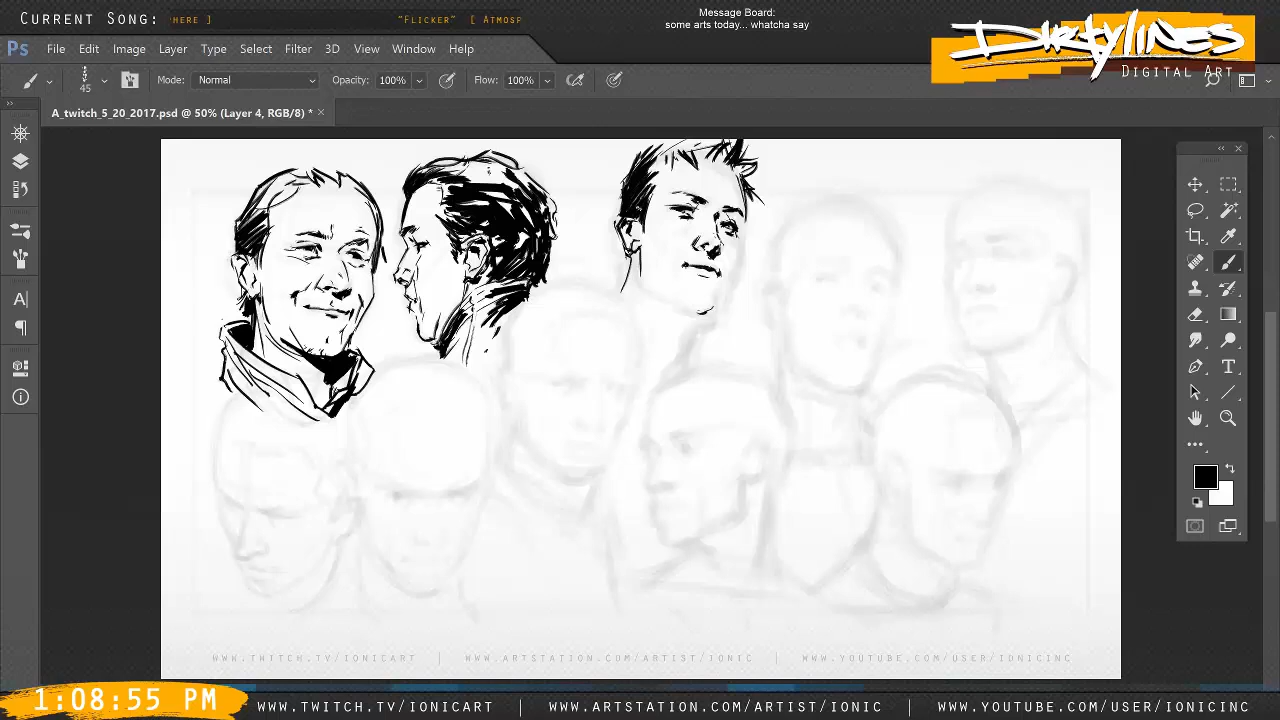 Current Song: HERE ] "Flicker" [ Atmosp
Message Board:
some arts today... whatcha say
DIRTYLINES
Digital Art
Ps File Edit Image Layer Type Select Filter 3D View Window Help
45 Mode: Normal Opacity: 100% Flow: 100%
A_twitch_5_20_2017.psd @ 50% (Layer 4, RGB/8) * ×
www.twitch.tv/ionicart | www.artstation.com/artist/ionic | www.youtube.com/user/ionicinc
1:08:55 PM www.twitch.tv/ionicart | www.artstation.com/artist/ionic | www.youtube.com/user/ionicinc